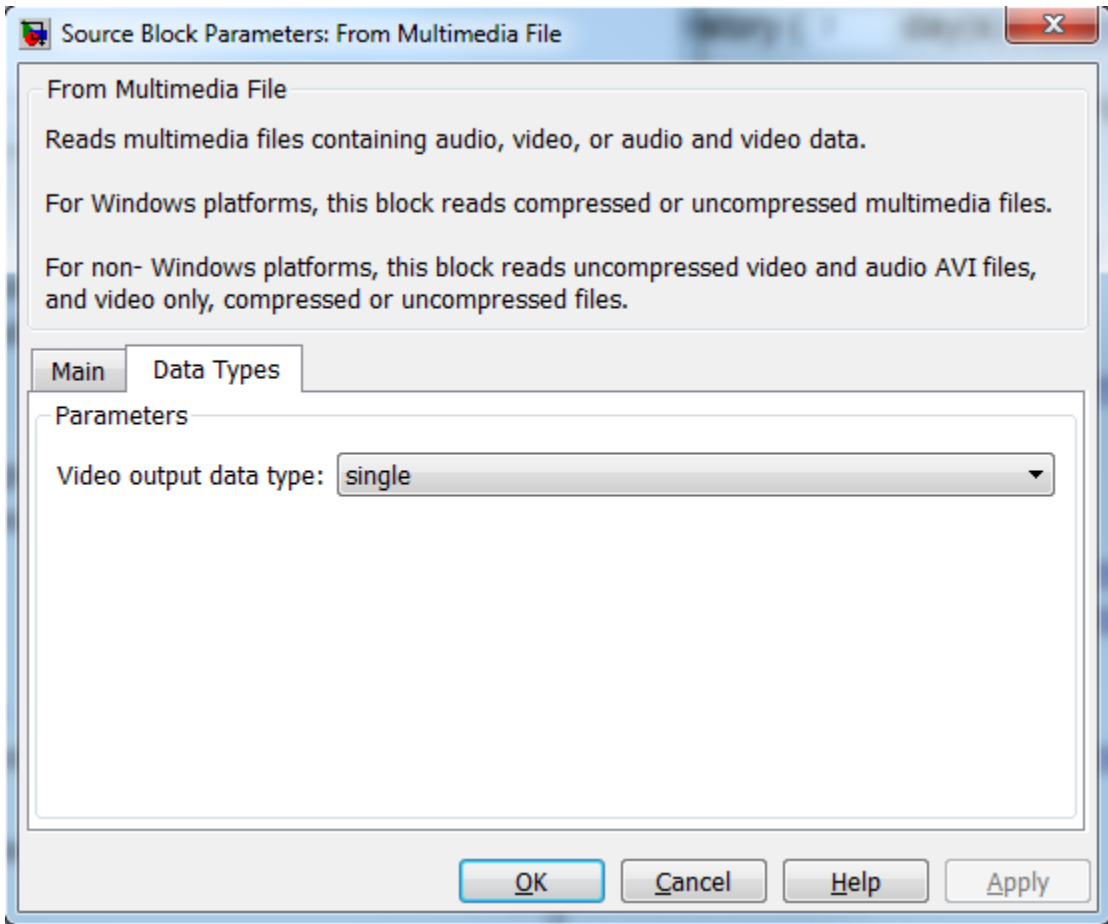 Source Block Parameters: From Multimedia File
From Multimedia File
Reads multimedia files containing audio, video, or audio and video data.
For Windows platforms, this block reads compressed or uncompressed multimedia files.
For non- Windows platforms, this block reads uncompressed video and audio AVI files,
and video only, compressed or uncompressed files.
Main
Data Types
Parameters
Video output data type: single
OK Cancel Help Apply